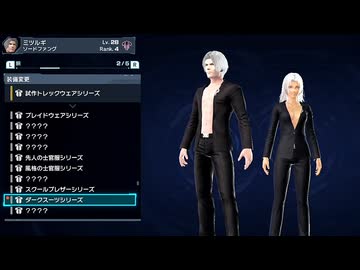 ミツルギ Lv. 28
ソードファング Rank. 4
L 胴 2/5 R
装備変更
試作トレックウェアシリーズ
ブレイドウェアシリーズ
????
????
先人の士官服シリーズ
風格の士官服シリーズ
????
スクールブレザーシリーズ
ダークスーツシリーズ
????